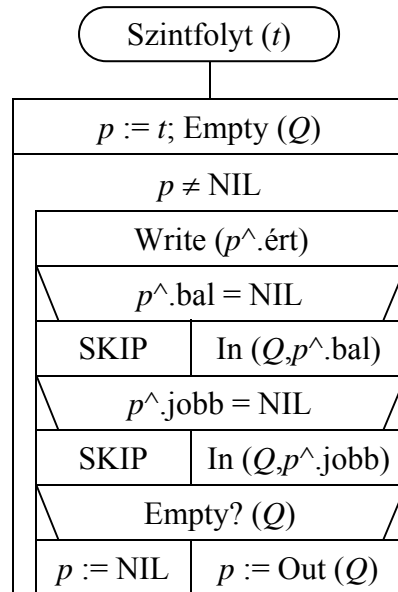 Szintfolyt (t)
p := t; Empty (Q)
p ≠ NIL
Write (p^.ért)
p^.bal = NIL
SKIP In (Q,p^.bal)
p^.jobb = NIL
SKIP In (Q,p^.jobb)
Empty? (Q)
p := NIL p := Out (Q)